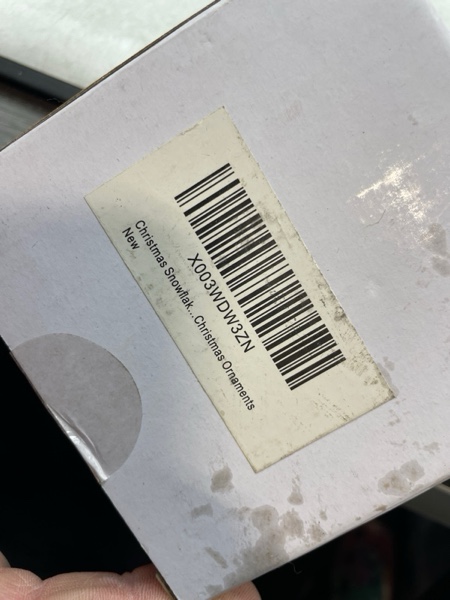 X003WDW3ZN
Christmas Snowflak...Christmas Ornaments
New